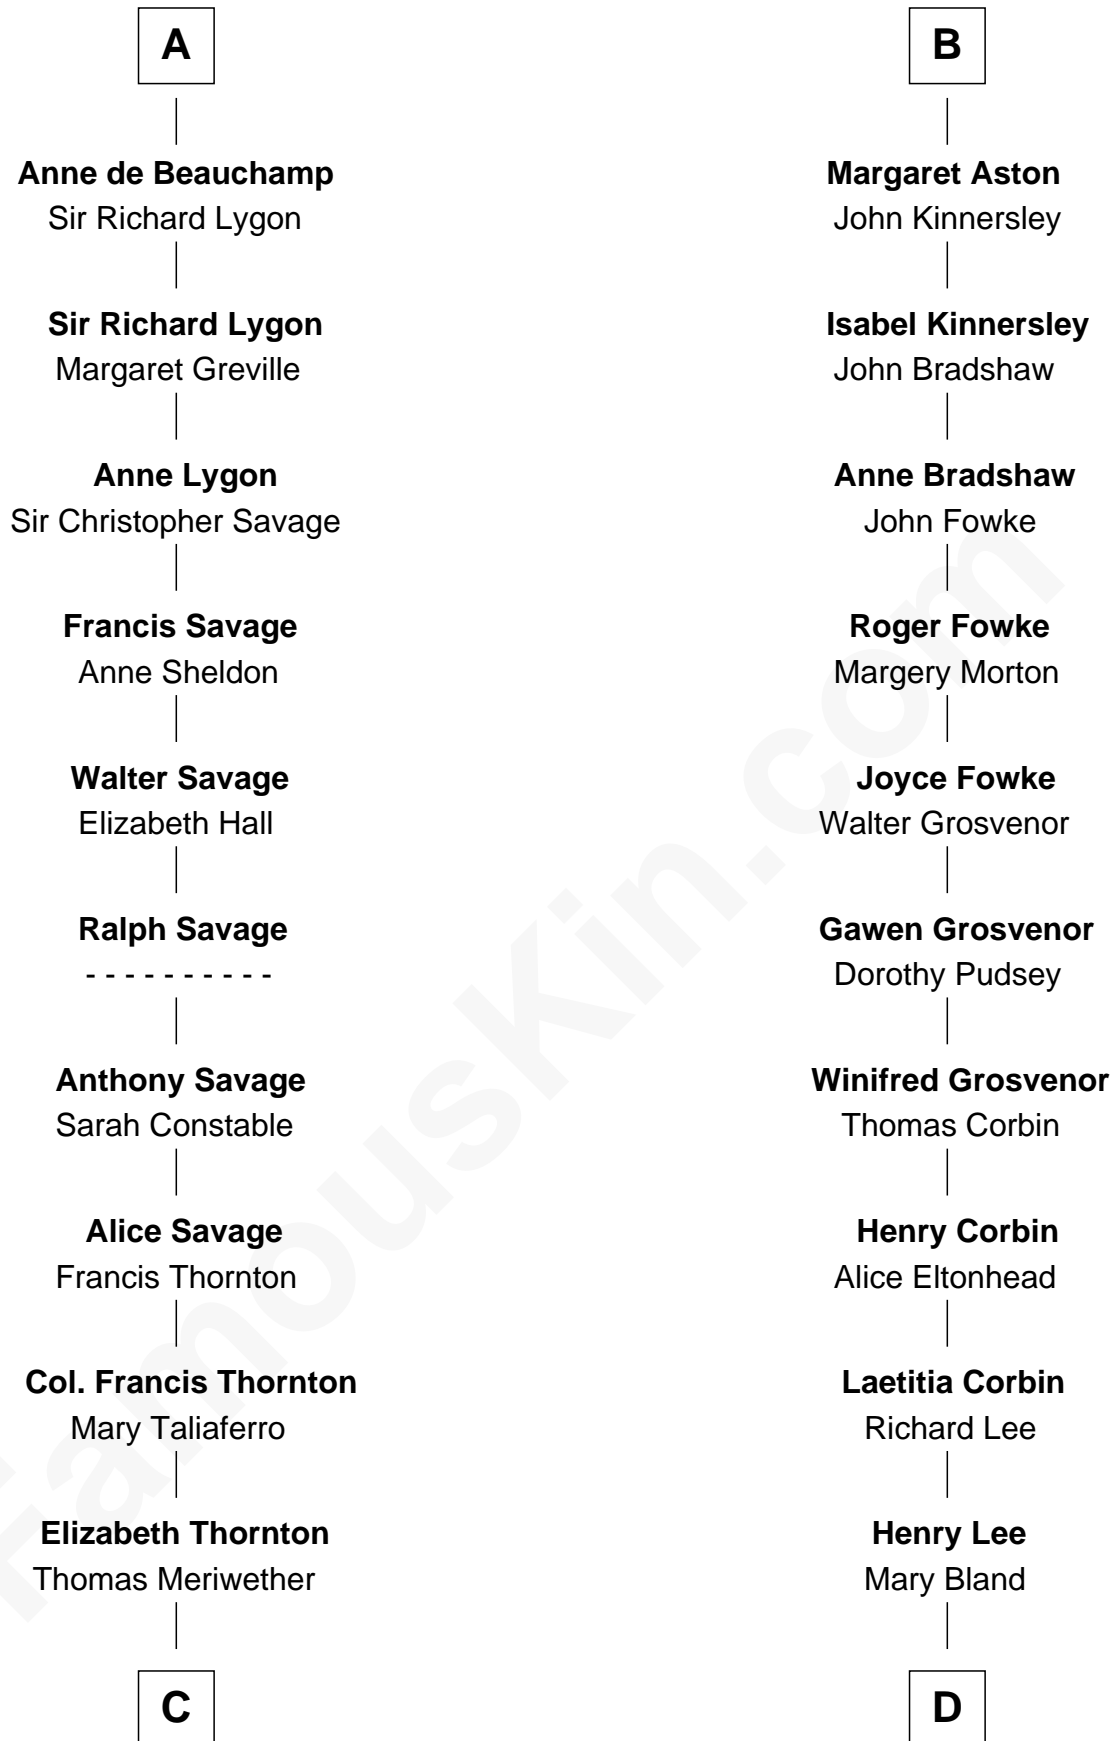 A
Anne de Beauchamp
Sir Richard Lygon
Sir Richard Lygon
Margaret Greville
Anne Lygon
Sir Christopher Savage
Francis Savage
Anne Sheldon
Walter Savage
Elizabeth Hall
Ralph Savage
- - - - - - - - - -
Anthony Savage
Sarah Constable
Alice Savage
Francis Thornton
Col. Francis Thornton
Mary Taliaferro
Elizabeth Thornton
Thomas Meriwether
C
B
Margaret Aston
John Kinnersley
Isabel Kinnersley
John Bradshaw
Anne Bradshaw
John Fowke
Roger Fowke
Margery Morton
Joyce Fowke
Walter Grosvenor
Gawen Grosvenor
Dorothy Pudsey
Winifred Grosvenor
Thomas Corbin
Henry Corbin
Alice Eltonhead
Laetitia Corbin
Richard Lee
Henry Lee
Mary Bland
D
FamousKin.com